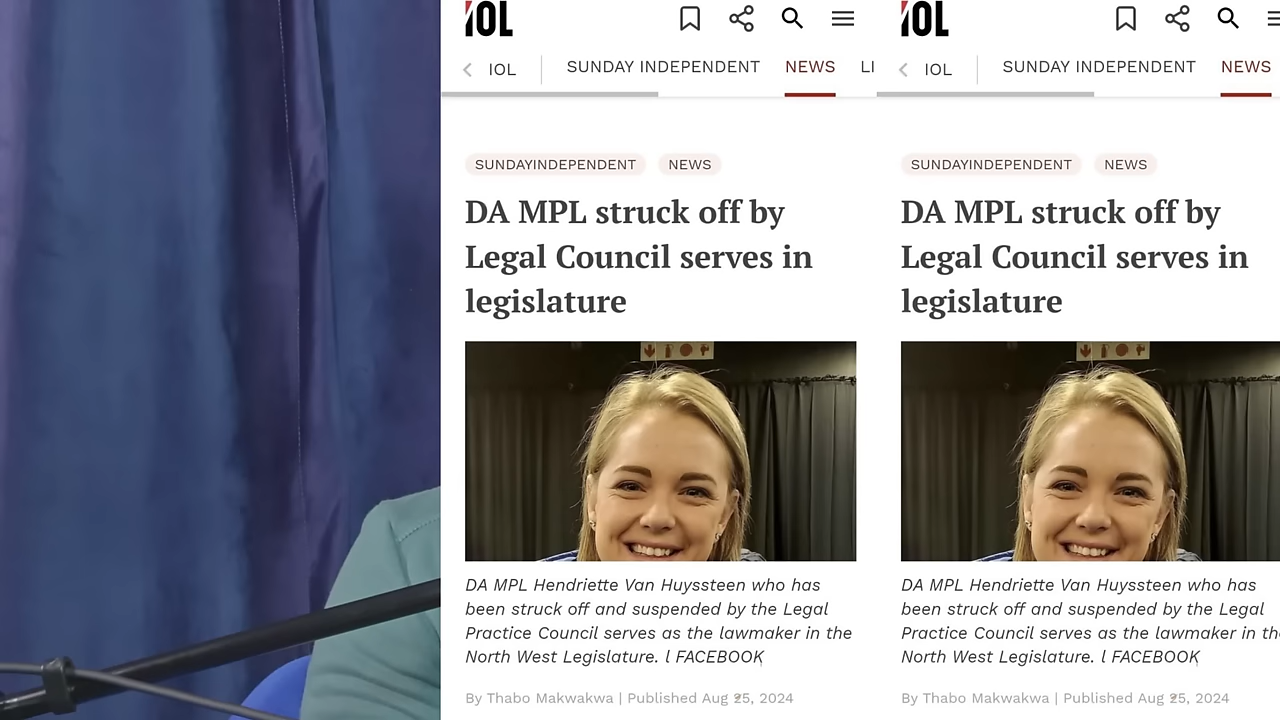 IOL
IOL
SUNDAY INDEPENDENT
NEWS
LI
SUNDAYINDEPENDENT
NEWS
DA MPL struck off by
Legal Council serves in
legislature
DA MPL Hendriette Van Huyssteen who has
been struck off and suspended by the Legal
Practice Council serves as the lawmaker in the
North West Legislature. l FACEBOOK
By Thabo Makwakwa | Published Aug 25, 2024
IOL
IOL
SUNDAY INDEPENDENT
NEWS
SUNDAYINDEPENDENT
NEWS
DA MPL struck off by
Legal Council serves in
legislature
DA MPL Hendriette Van Huyssteen who has
been struck off and suspended by the Legal
Practice Council serves as the lawmaker in th
North West Legislature. l FACEBOOK
By Thabo Makwakwa | Published Aug 25, 2024